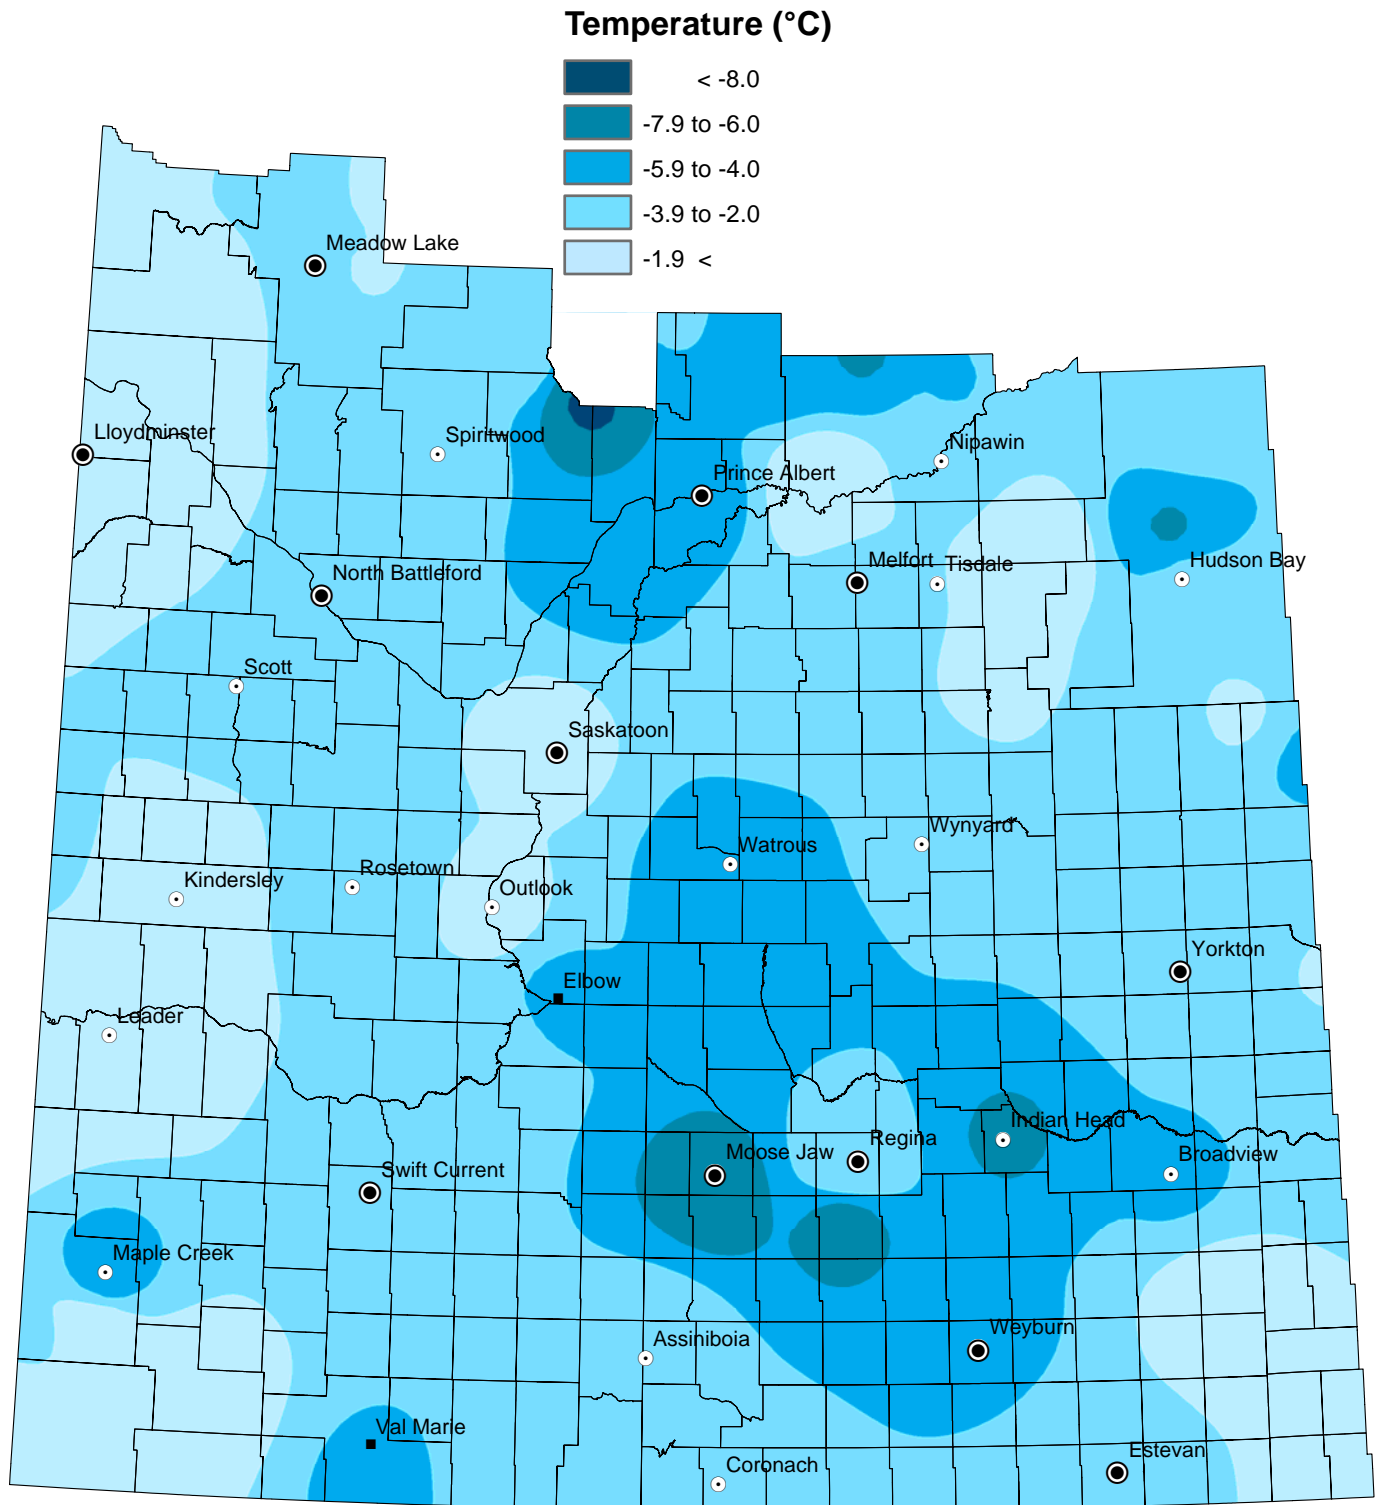 Temperature (°C)
< -8.0
-7.9 to -6.0
-5.9 to -4.0
-3.9 to -2.0
-1.9 <
Meadow Lake
Lloydminster
Spiritwood
Nipawin
Prince Albert
Melfort
Tisdale
Hudson Bay
North Battleford
Scott
Saskatoon
Wynyard
Watrous
Rosetown
Kindersley
Outlook
Yorkton
Elbow
Leader
Indian Head
Regina
Moose Jaw
Broadview
Swift Current
Maple Creek
Weyburn
Assiniboia
Val Marie
Estevan
Coronach